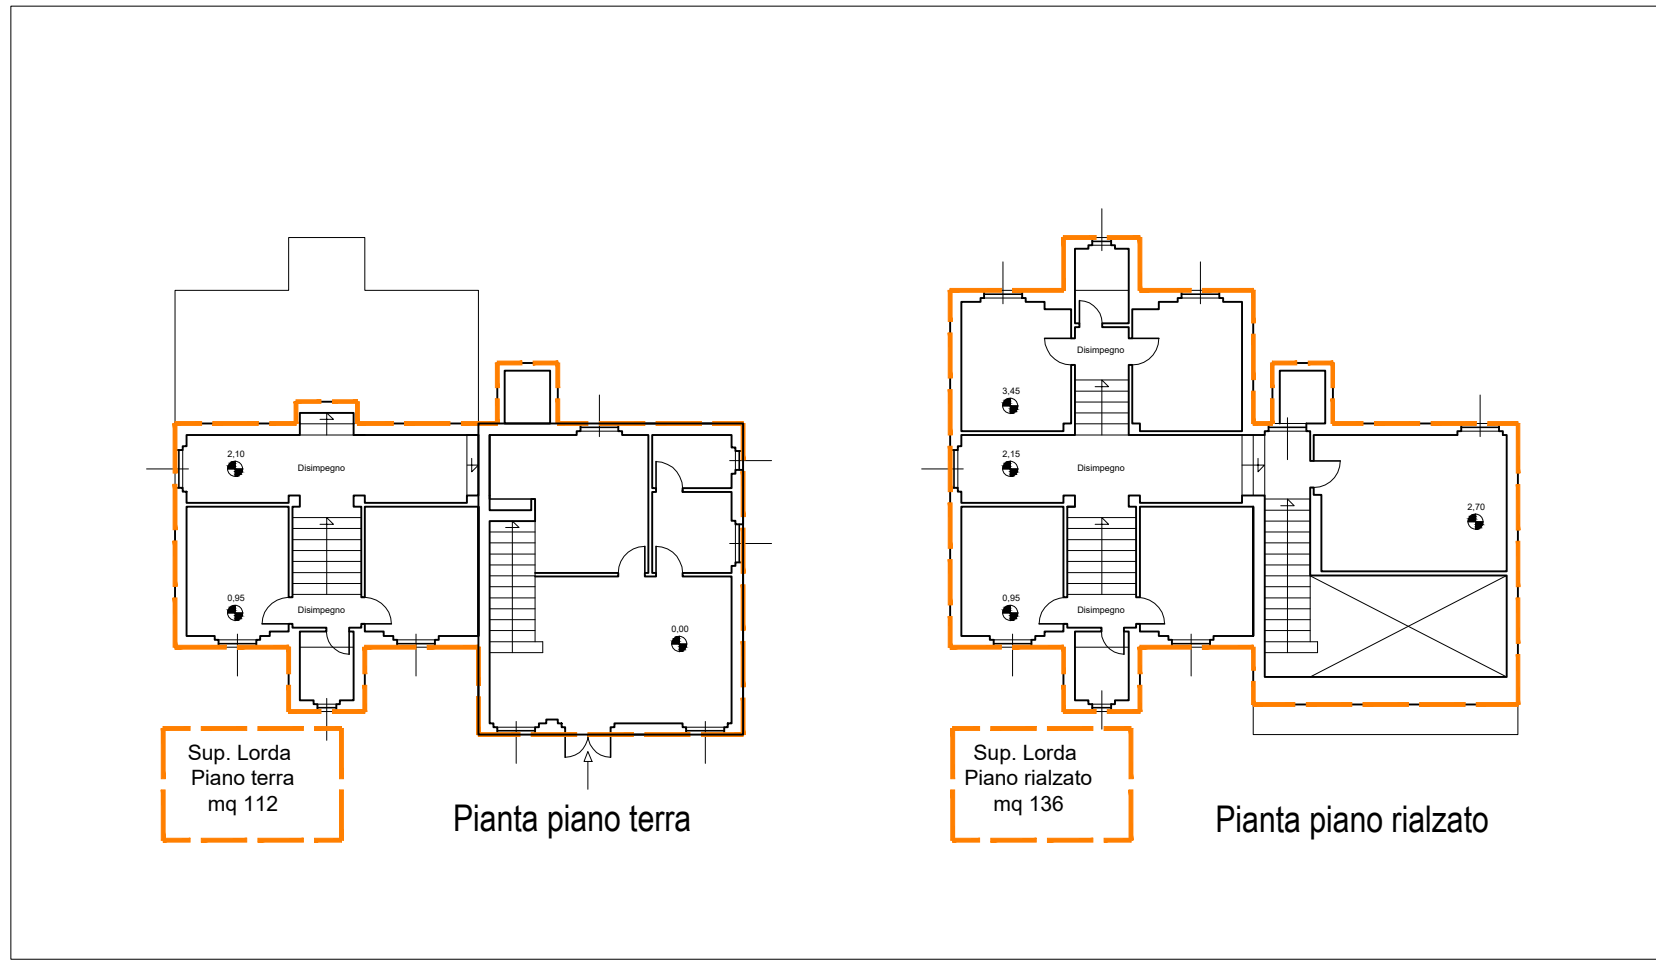 2,10
Disimpegno
0,95
Disimpegno
0,00
Sup. Lorda
Piano terra
mq 112
Pianta piano terra
Disimpegno
3,45
2,15
Disimpegno
2,70
0,95
Disimpegno
Sup. Lorda
Piano rialzato
mq 136
Pianta piano rialzato